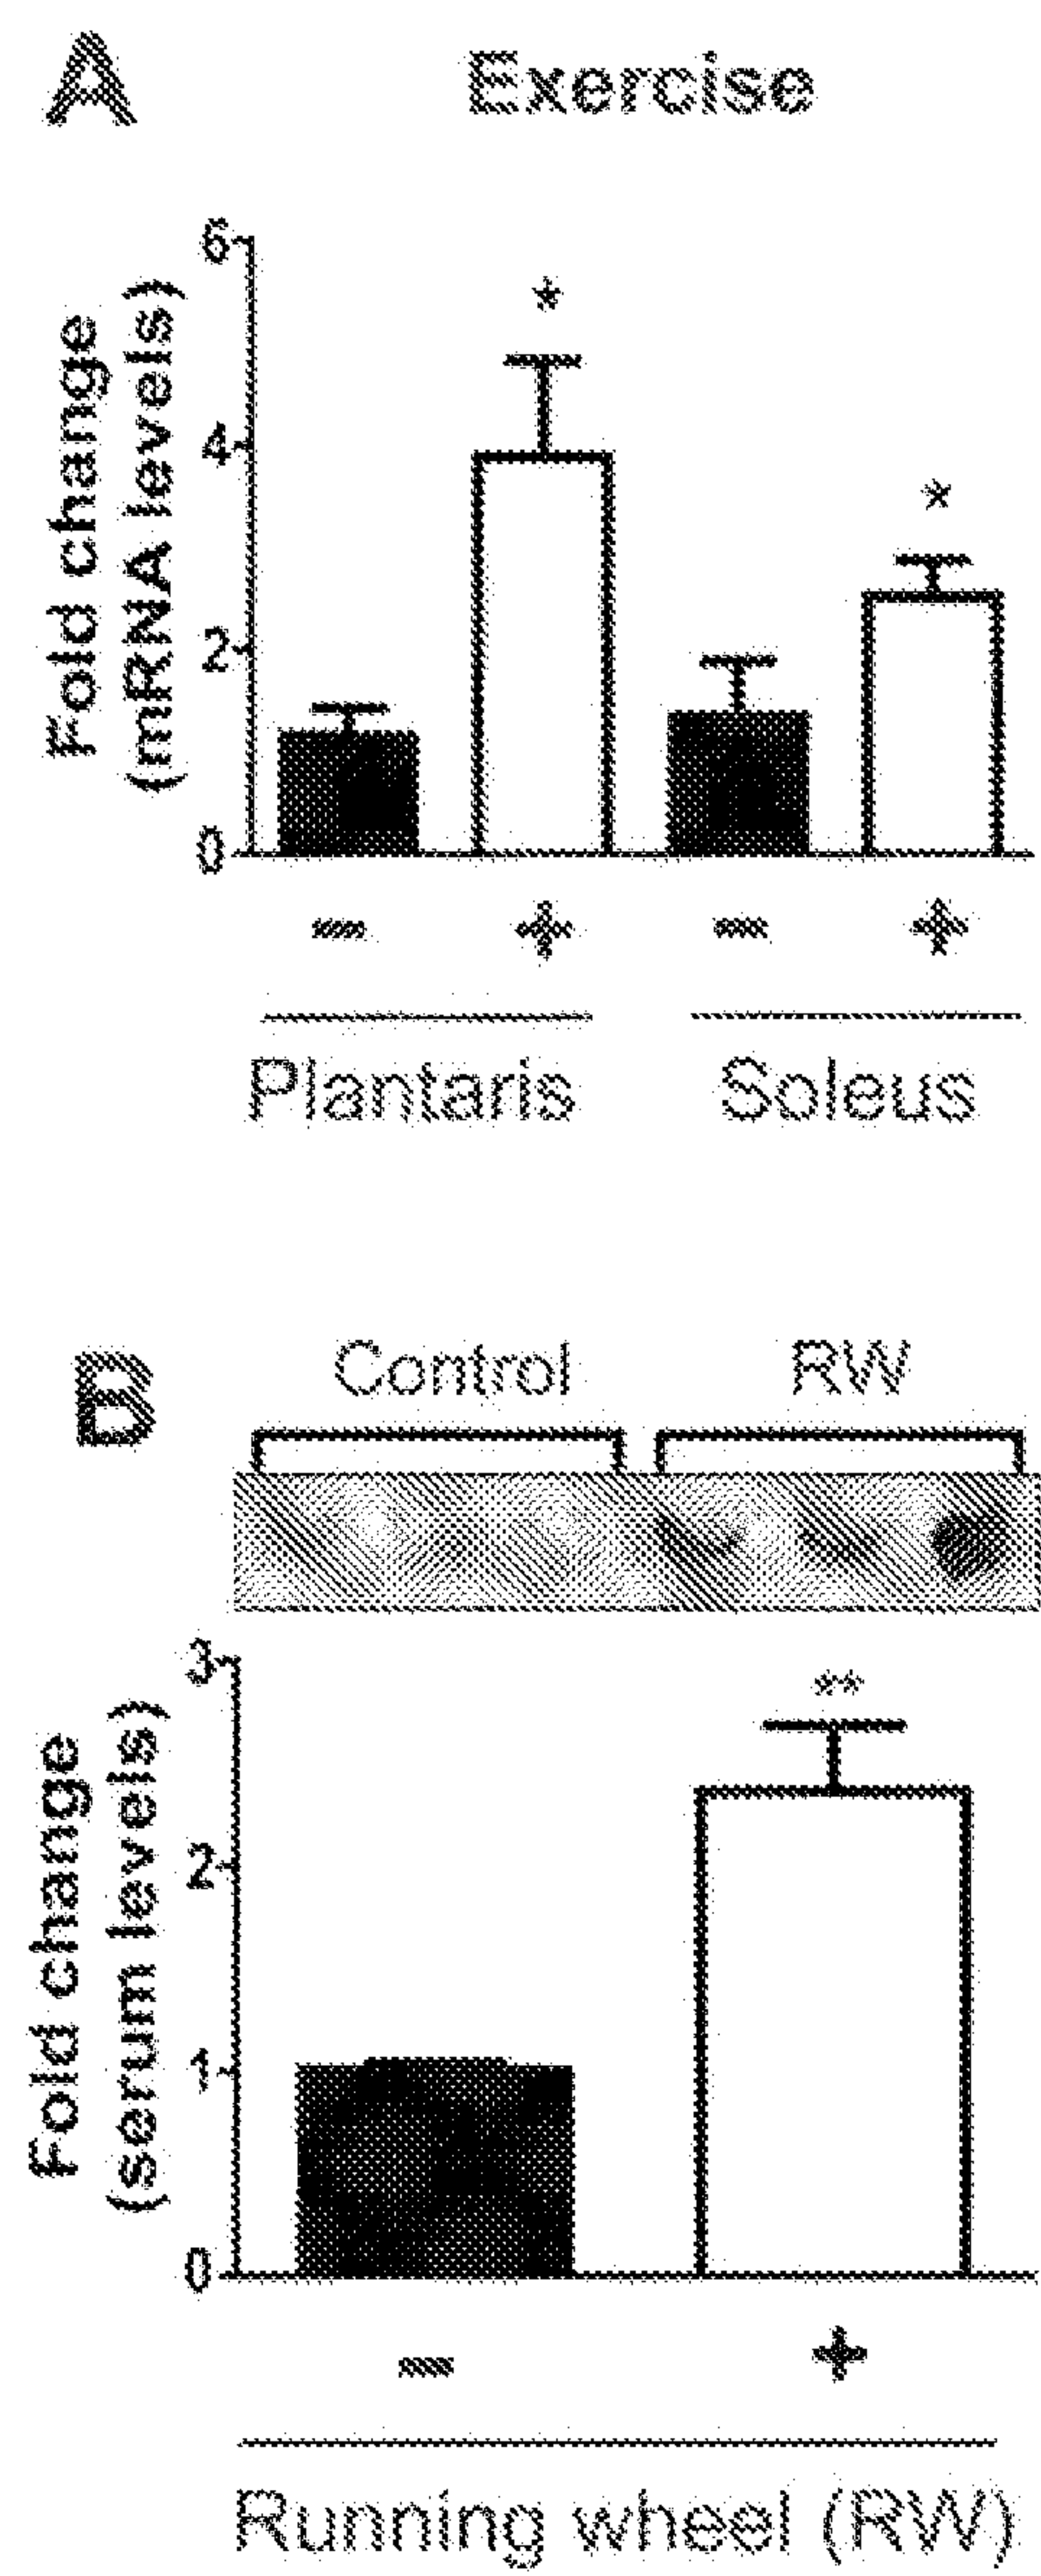 A Exercise
Fold change
(mRNA levels)
6
4
2
0
*
*
− + − +
Plantaris Soleus
B Control RW
Fold change
(serum levels)
3
2
1
0
**
− +
Running wheel (RW)